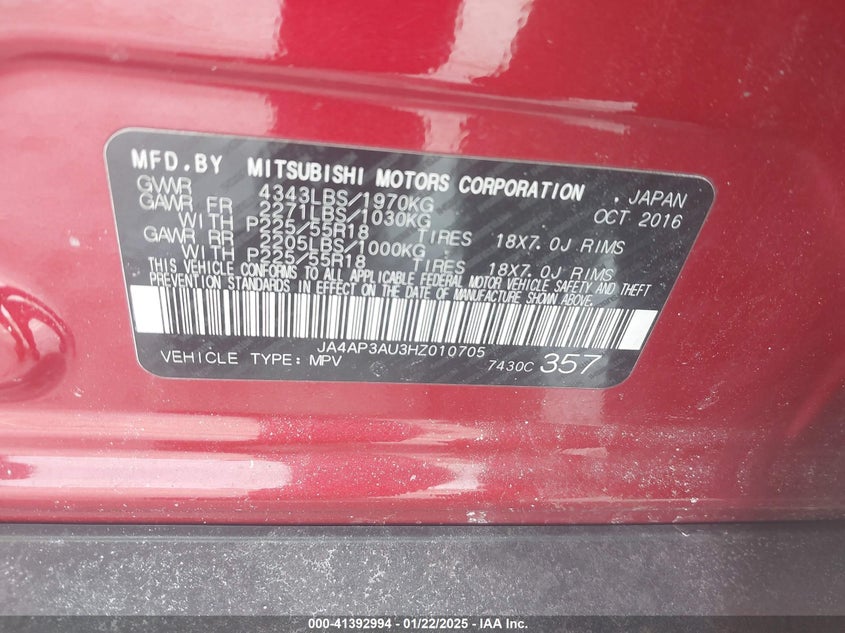 MFD.BY MITSUBISHI MOTORS CORPORATION . JAPAN
GVWR 4343LBS/1970KG OCT 2016
GAWR FR 2271LBS/1030KG
WITH P225/55R18 TIRES 18X7.0J RIMS
GAWR RR 2205LBS/1000KG
WITH P225/55R18 TIRES 18X7.0J RIMS
THIS VEHICLE CONFORMS TO ALL APPLICABLE FEDERAL MOTOR VEHICLE SAFETY AND THEFT
PREVENTION STANDARDS IN EFFECT ON THE DATE OF MANUFACTURE SHOWN ABOVE.
JA4AP3AU3HZ010705
VEHICLE TYPE: MPV 7430C 357
000-41392994 - 01/22/2025 - IAA Inc.